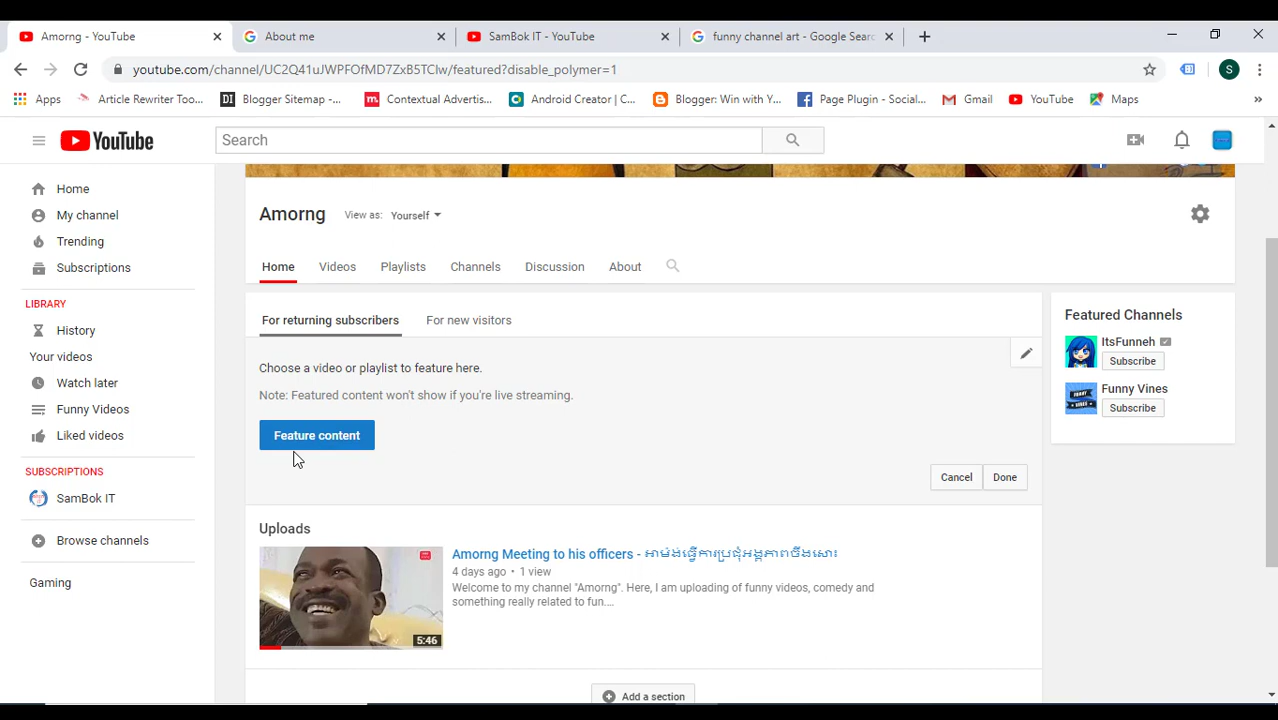 Amorng - YouTube
About me
SamBok IT - YouTube
funny channel art - Google Searc
youtube.com/channel/UC2Q41uJWPFOfMD7ZxB5TClw/featured?disable_polymer=1
S
Apps
Article Rewriter Too...
Blogger Sitemap -...
Contextual Advertis...
Android Creator | C...
Blogger: Win with Y...
Page Plugin - Social...
Gmail
YouTube
Maps
»
YouTube
Search
Home
My channel
Trending
Subscriptions
LIBRARY
History
Your videos
Watch later
Funny Videos
Liked videos
SUBSCRIPTIONS
SamBok IT
Browse channels
Gaming
Amorng
View as: Yourself
Home
Videos
Playlists
Channels
Discussion
About
For returning subscribers
For new visitors
Choose a video or playlist to feature here.
Note: Featured content won't show if you're live streaming.
Feature content
Cancel
Done
Uploads
Amorng Meeting to his officers - អាម៉ងធ្វើការប្រជុំអង្គភាពចឹងសោះ
4 days ago • 1 view
Welcome to my channel "Amorng". Here, I am uploading of funny videos, comedy and
something really related to fun....
5:46
Add a section
Featured Channels
ItsFunneh
Subscribe
Funny Vines
Subscribe